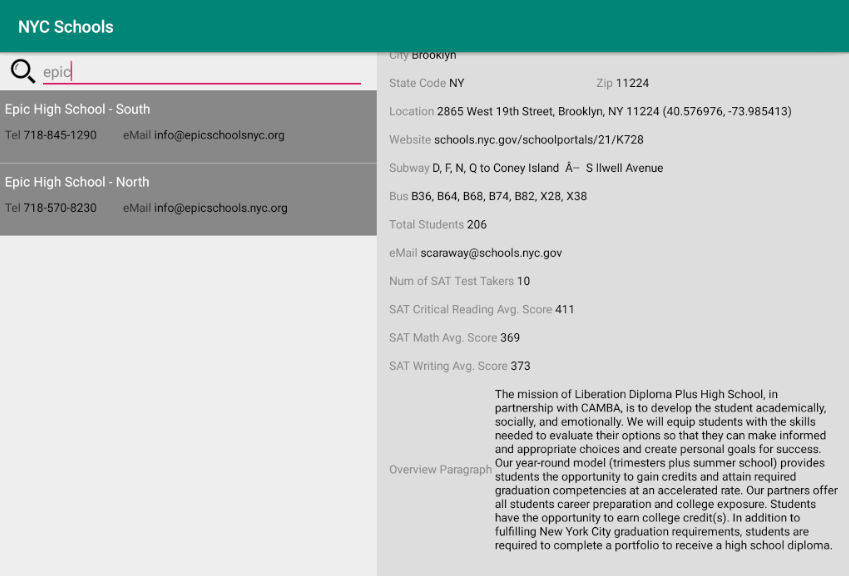 NYC Schools
epic
Epic High School - South
Tel 718-845-1290 eMail info@epicschoolsnyc.org
Epic High School - North
Tel 718-570-8230 eMail info@epicschools.nyc.org
City Brooklyn
State Code NY Zip 11224
Location 2865 West 19th Street, Brooklyn, NY 11224 (40.576976, -73.985413)
Website schools.nyc.gov/schoolportals/21/K728
Subway D, F, N, Q to Coney Island Â– S llwell Avenue
Bus B36, B64, B68, B74, B82, X28, X38
Total Students 206
eMail scaraway@schools.nyc.gov
Num of SAT Test Takers 10
SAT Critical Reading Avg. Score 411
SAT Math Avg. Score 369
SAT Writing Avg. Score 373
Overview Paragraph
The mission of Liberation Diploma Plus High School, in
partnership with CAMBA, is to develop the student academically,
socially, and emotionally. We will equip students with the skills
needed to evaluate their options so that they can make informed
and appropriate choices and create personal goals for success.
Our year-round model (trimesters plus summer school) provides
students the opportunity to gain credits and attain required
graduation competencies at an accelerated rate. Our partners offer
all students career preparation and college exposure. Students
have the opportunity to earn college credit(s). In addition to
fulfilling New York City graduation requirements, students are
required to complete a portfolio to receive a high school diploma.